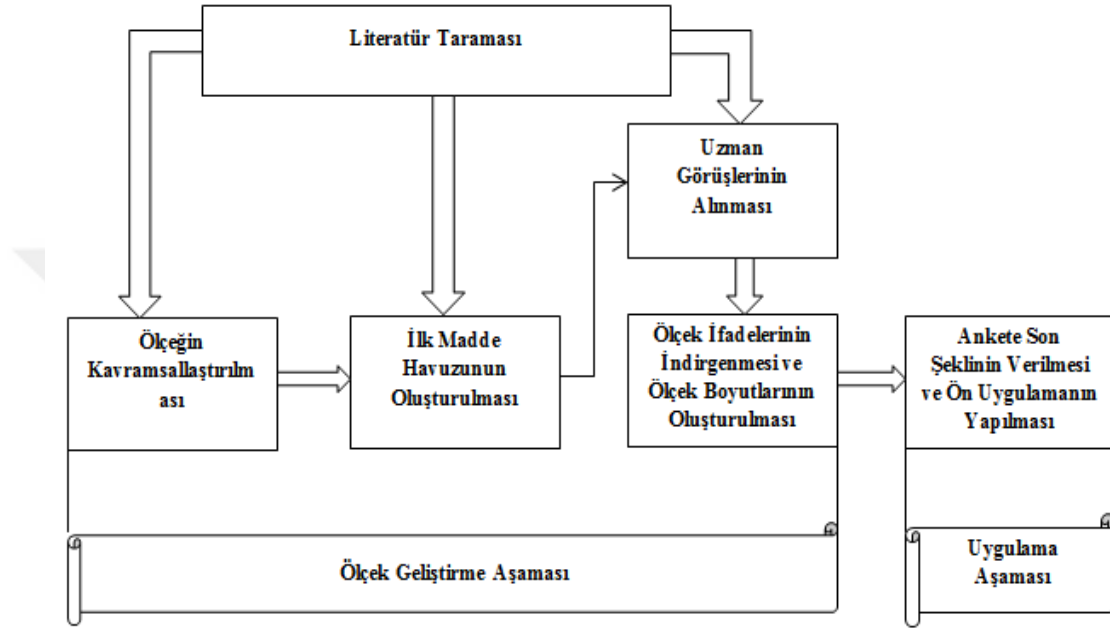 Literatür Taraması
Uzman
Görüşlerinin
Alınması
Ölçeğin
Kavramsallaştırılm
ası
İlk Madde
Havuzunun
Oluşturulması
Ölçek İfadelerinin
İndirgenmesi ve
Ölçek Boyutlarının
Oluşturulması
Ankete Son
Şeklinin Verilmesi
ve Ön Uygulamanın
Yapılması
Ölçek Geliştirme Aşaması
Uygulama
Aşaması